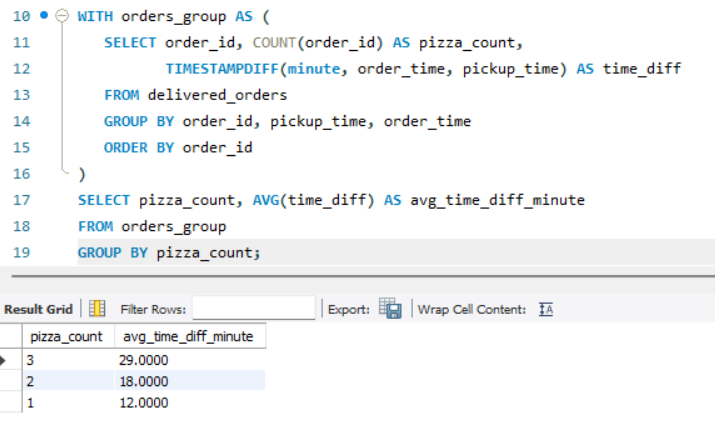 10 WITH orders_group AS (
11 SELECT order_id, COUNT(order_id) AS pizza_count,
12 TIMESTAMPDIFF(minute, order_time, pickup_time) AS time_diff
13 FROM delivered_orders
14 GROUP BY order_id, pickup_time, order_time
15 ORDER BY order_id
16 )
17 SELECT pizza_count, AVG(time_diff) AS avg_time_diff_minute
18 FROM orders_group
19 GROUP BY pizza_count;
Result Grid Filter Rows: Export: Wrap Cell Content: IA
pizza_count avg_time_diff_minute
3 29.0000
2 18.0000
1 12.0000